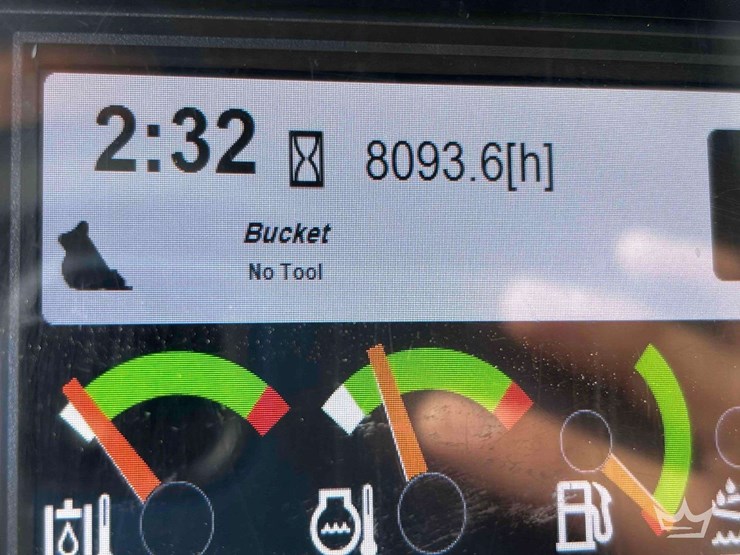 2:32
8093.6[h]
Bucket
No Tool